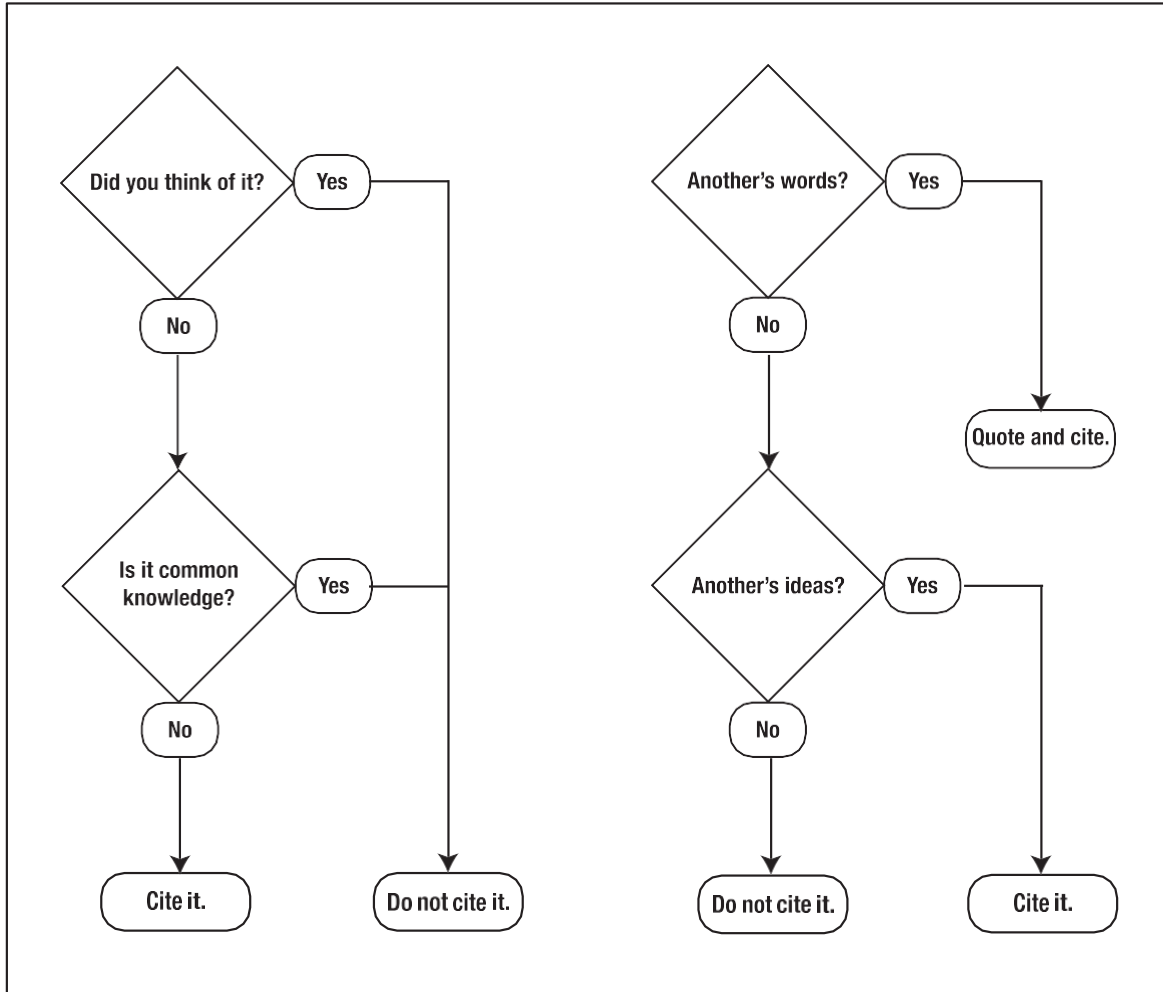 Did you think of it?
Yes
No
Is it common
knowledge?
Yes
No
Cite it.
Do not cite it.
Another's words?
Yes
No
Quote and cite.
Another's ideas?
Yes
No
Do not cite it.
Cite it.